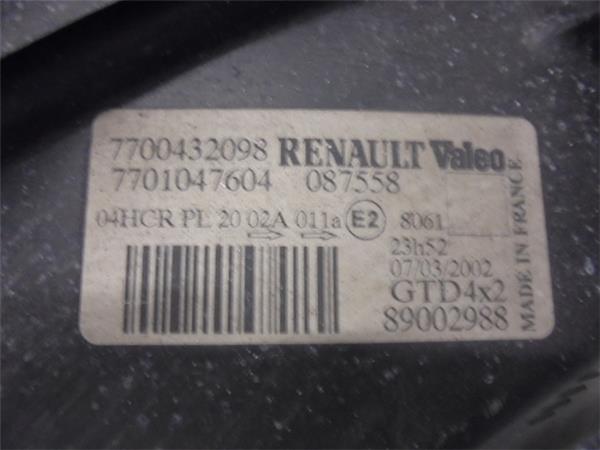 7700432098 RENAULT Valeo
7701047604 087558
04HCR PL 20 02A 011a E2 8061
23h52
07/03/2002
GTD4x2
89002988
MADE IN FRANCE